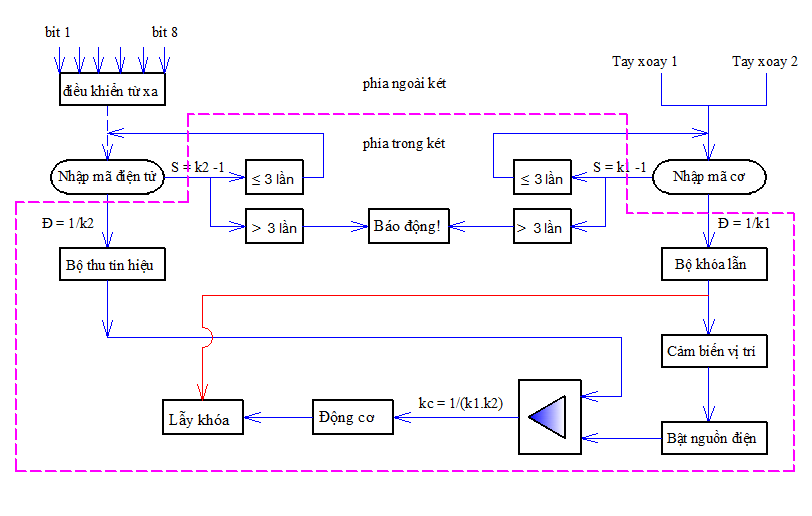 bit 1
bit 8
Tay xoay 1
Tay xoay 2
điều khiển từ xa
phía ngoài két
phía trong két
Nhập mã điện tử
S = k2 -1
≤ 3 lần
≤ 3 lần
S = k1 -1
Nhập mã cơ
Đ = 1/k2
> 3 lần
Báo động!
> 3 lần
Đ = 1/k1
Bộ thu tín hiệu
Bộ khóa lẫn
Cảm biến vị trí
Lẫy khóa
Động cơ
kc = 1/(k1.k2)
Bật nguồn điện